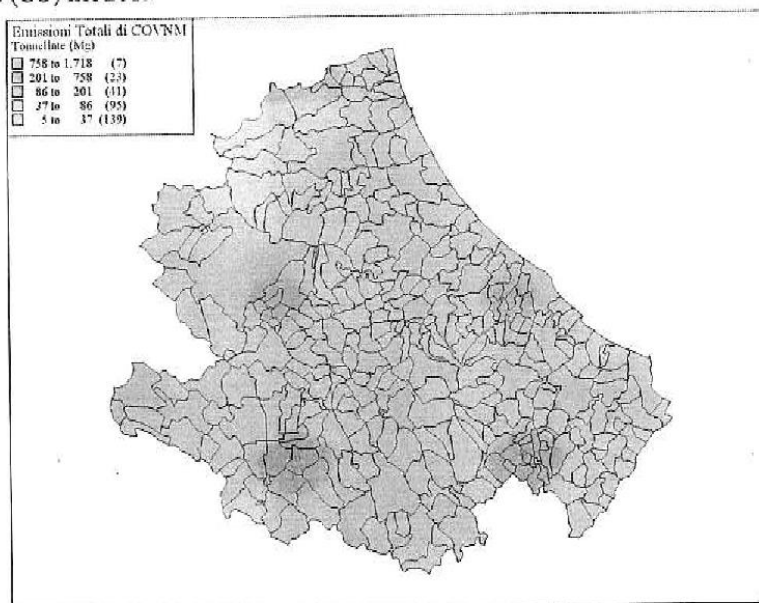 Emissioni Totali di COVNM
Tonnellate (Mg)
758 to 1.718 (7)
201 to 758 (23)
86 to 201 (41)
37 to 86 (95)
5 to 37 (139)